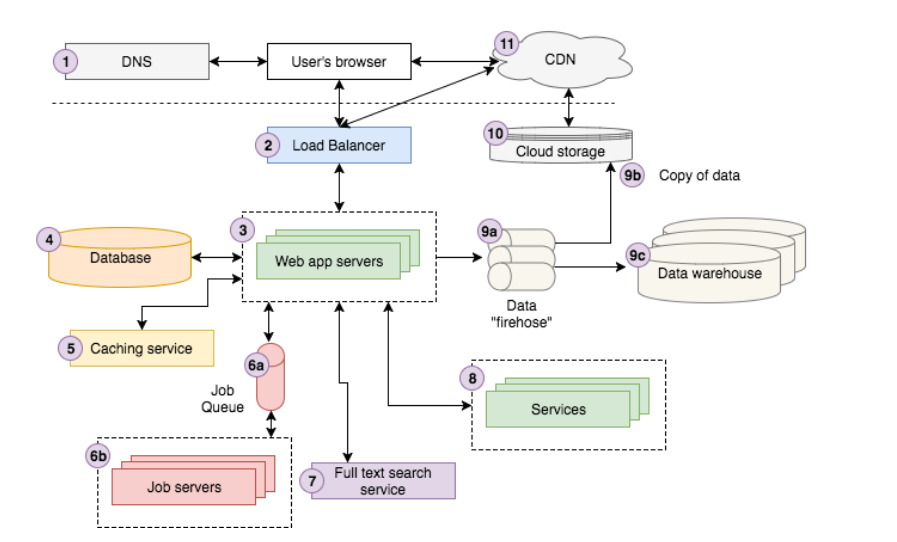 1
DNS
User's browser
11
CDN
2
Load Balancer
10
Cloud storage
9b
Copy of data
3
Web app servers
4
Database
9a
Data
"firehose"
9c
Data warehouse
5
Caching service
6a
Job
Queue
8
Services
6b
Job servers
7
Full text search
service